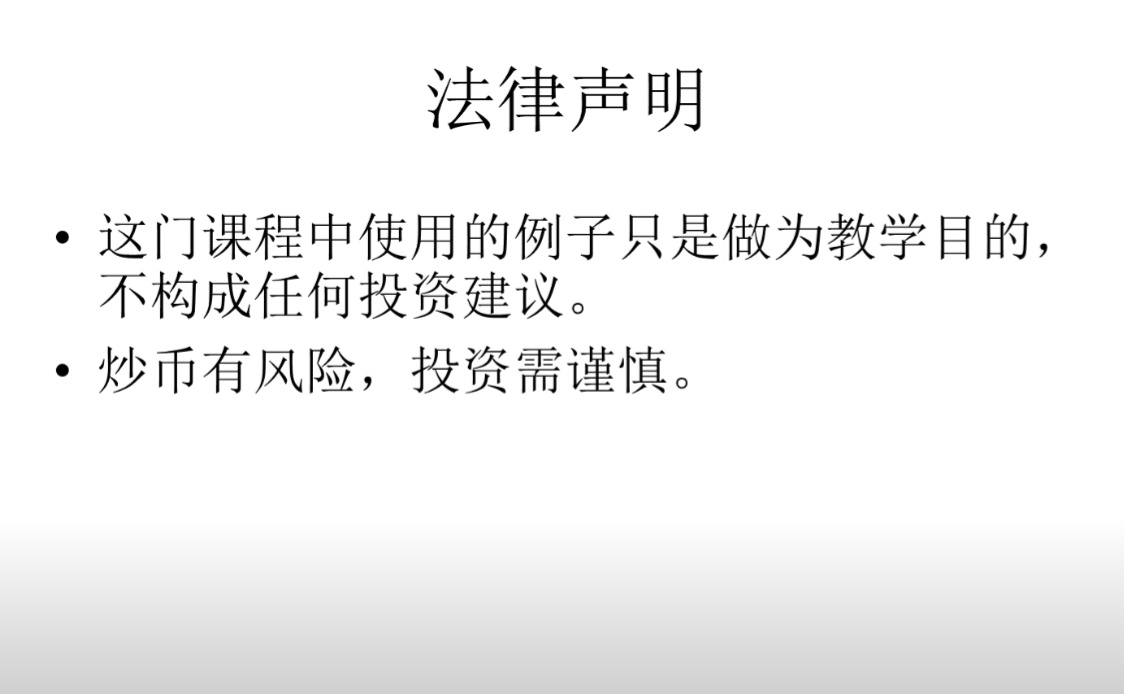 法律声明
• 这门课程中使用的例子只是做为教学目的，
不构成任何投资建议。
• 炒币有风险，投资需谨慎。